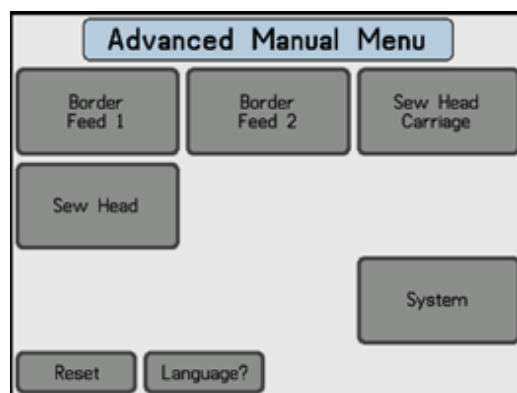 Advanced Manual Menu
Border
Feed 1
Border
Feed 2
Sew Head
Carriage
Sew Head
System
Reset
Language?